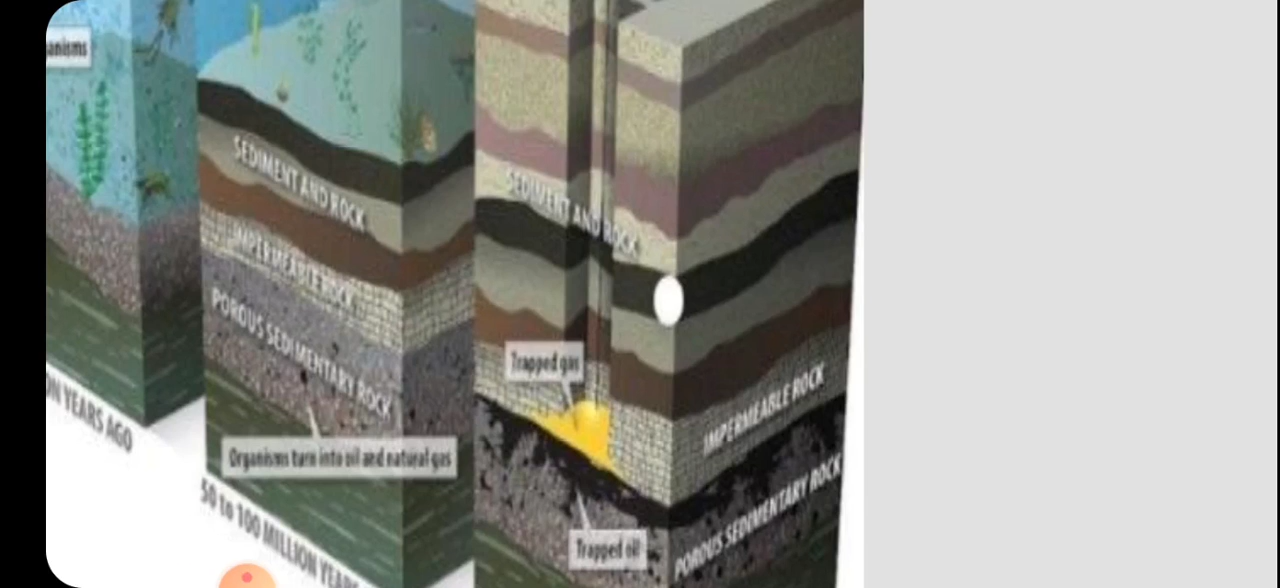 anisms
SEDIMENT AND ROCK
IMPERMEABLE ROCK
POROUS SEDIMENTARY ROCK
Organisms turn into oil and natural gas
ON YEARS AGO
50 to 100 MILLION YEARS
SEDIMENT AND ROCK
Trapped gas
IMPERMEABLE ROCK
POROUS SEDIMENTARY ROCK
Trapped oil